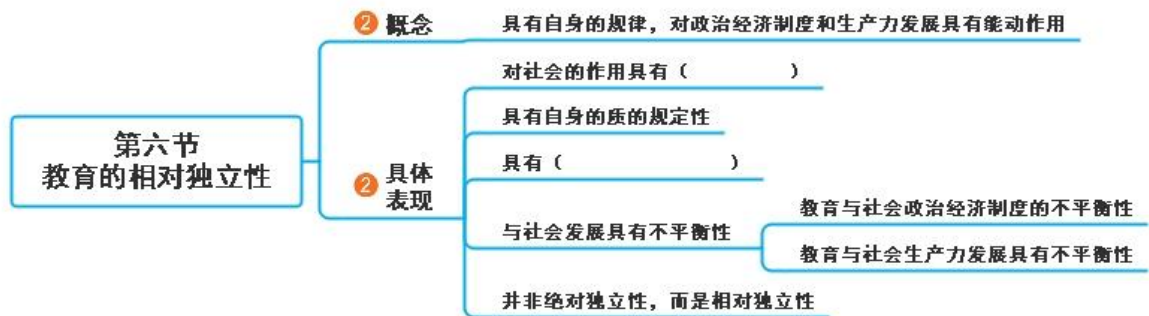 第六节
教育的相对独立性
2 概念
具有自身的规律，对政治经济制度和生产力发展具有能动作用
2 具体
表现
对社会的作用具有（ ）
具有自身的质的规定性
具有（ ）
与社会发展具有不平衡性
教育与社会政治经济制度的不平衡性
教育与社会生产力发展具有不平衡性
并非绝对独立性，而是相对独立性